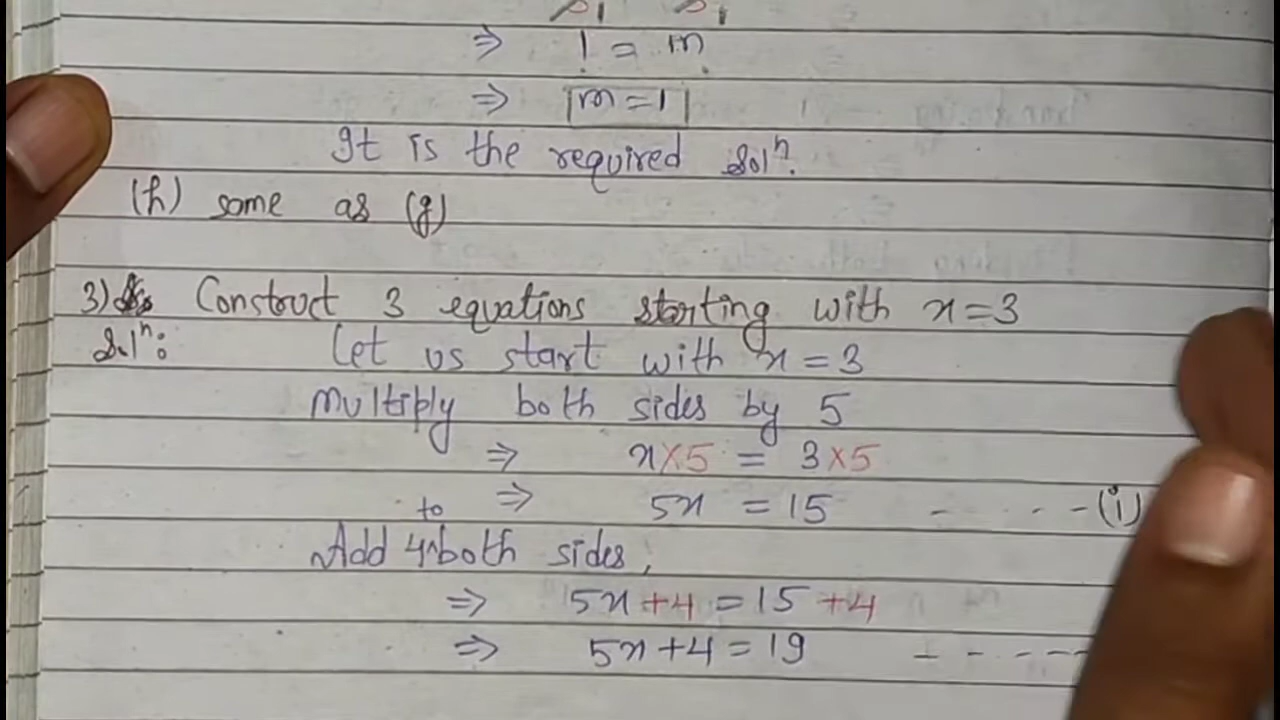 ⇒ 1 = m
⇒ m = 1
It is the required Solⁿ.
(h) same as (g)
3) Construct 3 equations starting with x = 3
Solⁿ: Let us start with x = 3
Multiply both sides by 5
⇒ x×5 = 3×5
⇒ 5x = 15 - - - - (i)
Add 4 to both sides,
⇒ 5x + 4 = 15 + 4
⇒ 5x + 4 = 19 - - - - -